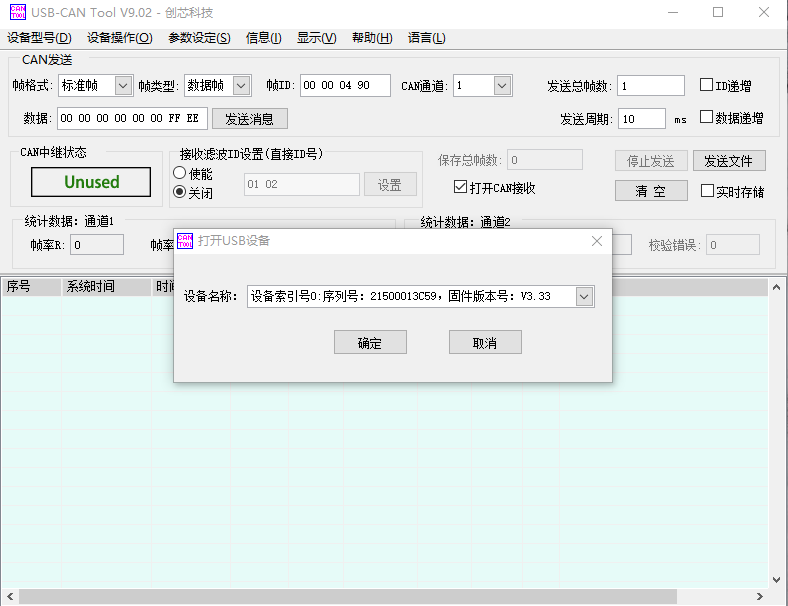 USB-CAN Tool V9.02 - 创芯科技
设备型号(D) 设备操作(O) 参数设定(S) 信息(I) 显示(V) 帮助(H) 语言(L)
CAN发送
帧格式: 标准帧 帧类型: 数据帧 帧ID: 00 00 04 90 CAN通道: 1 发送总帧数: 1 ID递增
数据: 00 00 00 00 00 00 FF EE 发送消息 发送周期: 10 ms 数据递增
CAN中继状态
Unused
接收滤波ID设置(直接ID号)
使能
关闭
01 02 设置
保存总帧数: 0 停止发送 发送文件
打开CAN接收 清 空 实时存储
统计数据: 通道1
帧率R: 0 帧率
统计数据: 通道2
校验错误: 0
CAN TOOL 打开USB设备
设备名称: 设备索引号0:序列号: 21500013C59, 固件版本号: V3.33
确定 取消
序号 系统时间 时间